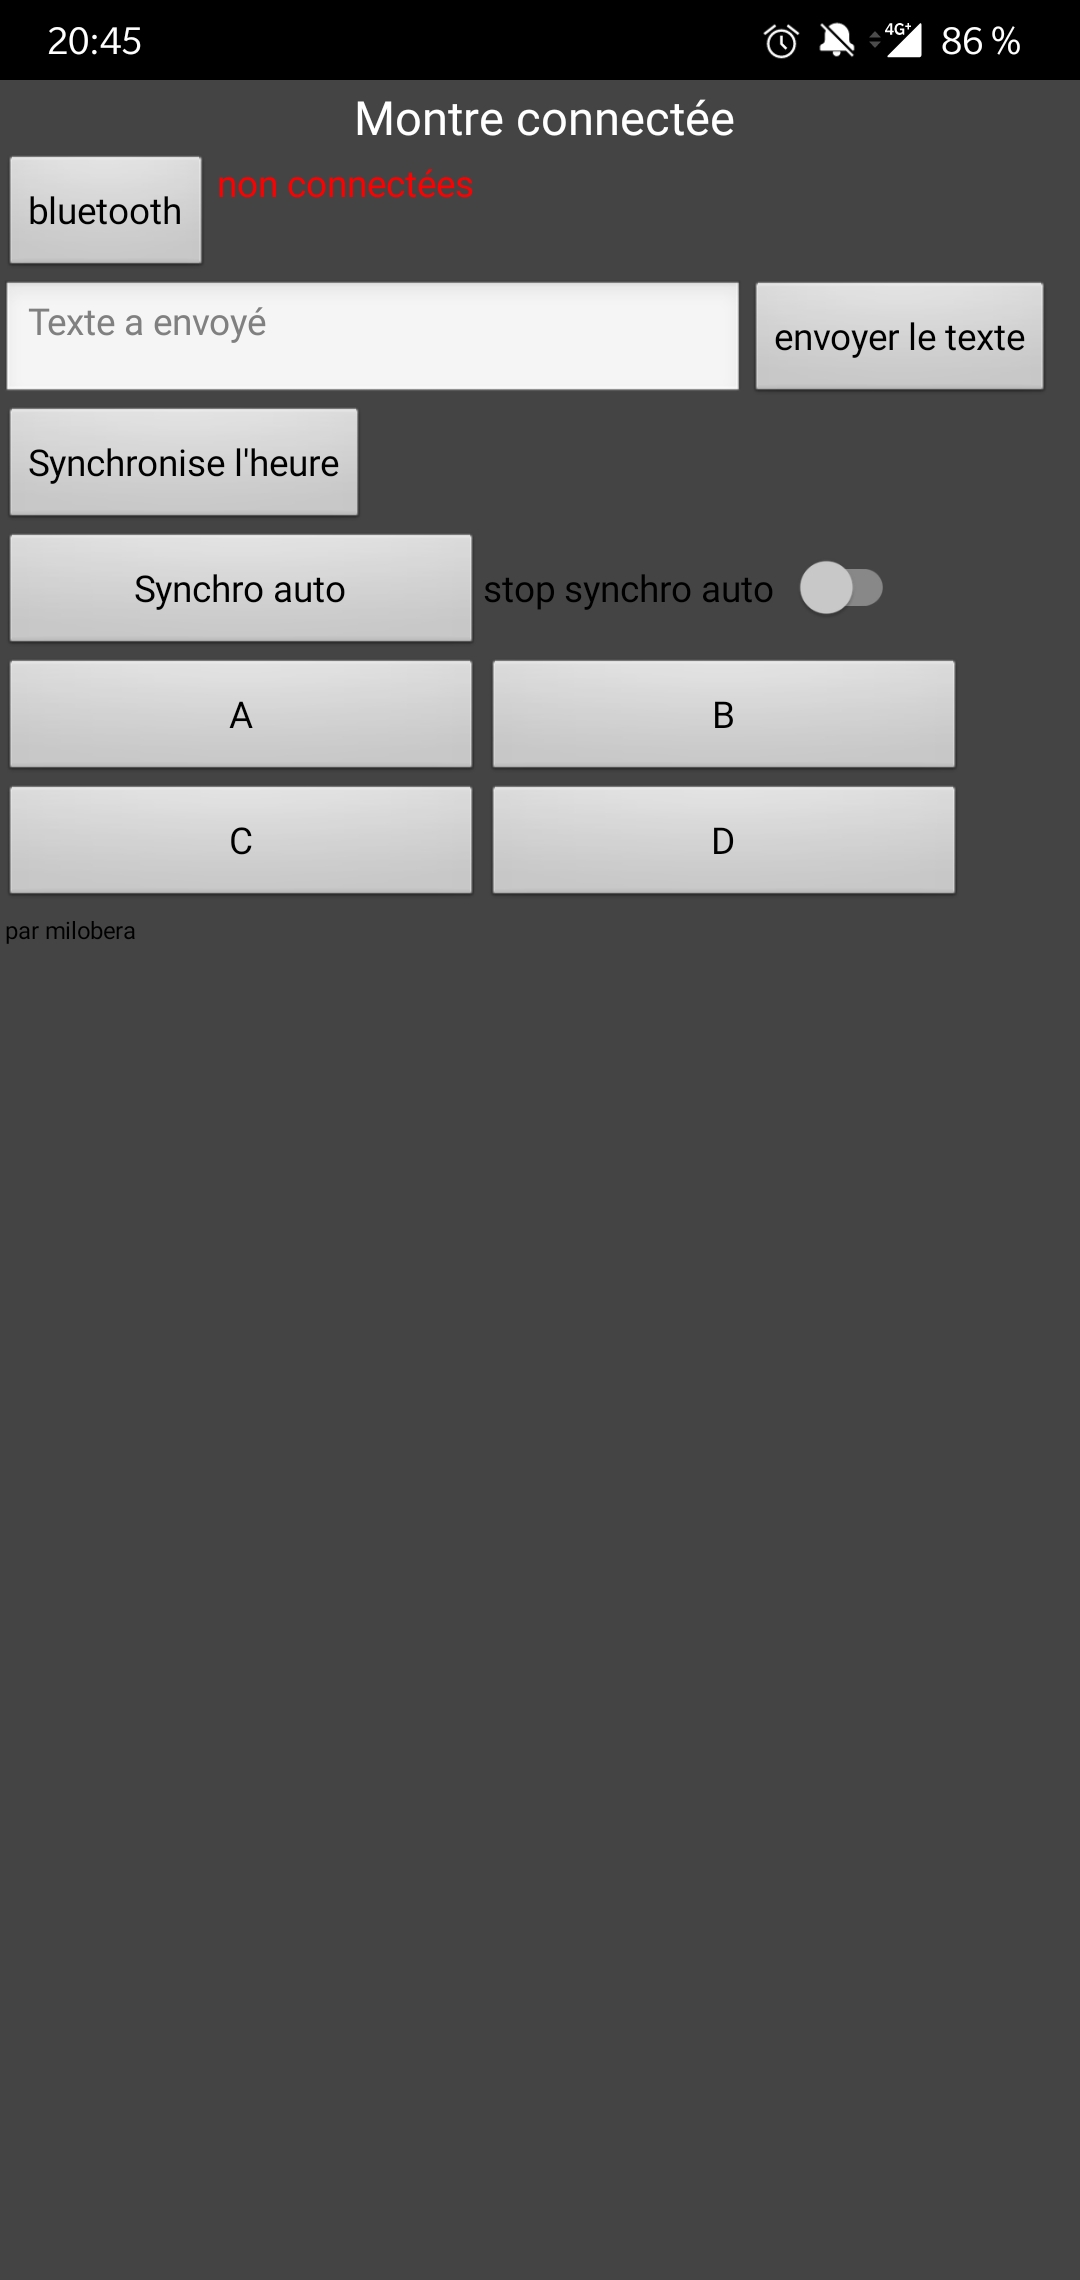 20:45 4G+ 86 %
Montre connectée
bluetooth non connectées
Texte a envoyé envoyer le texte
Synchronise l'heure
Synchro auto stop synchro auto
A B
C D
par milobera